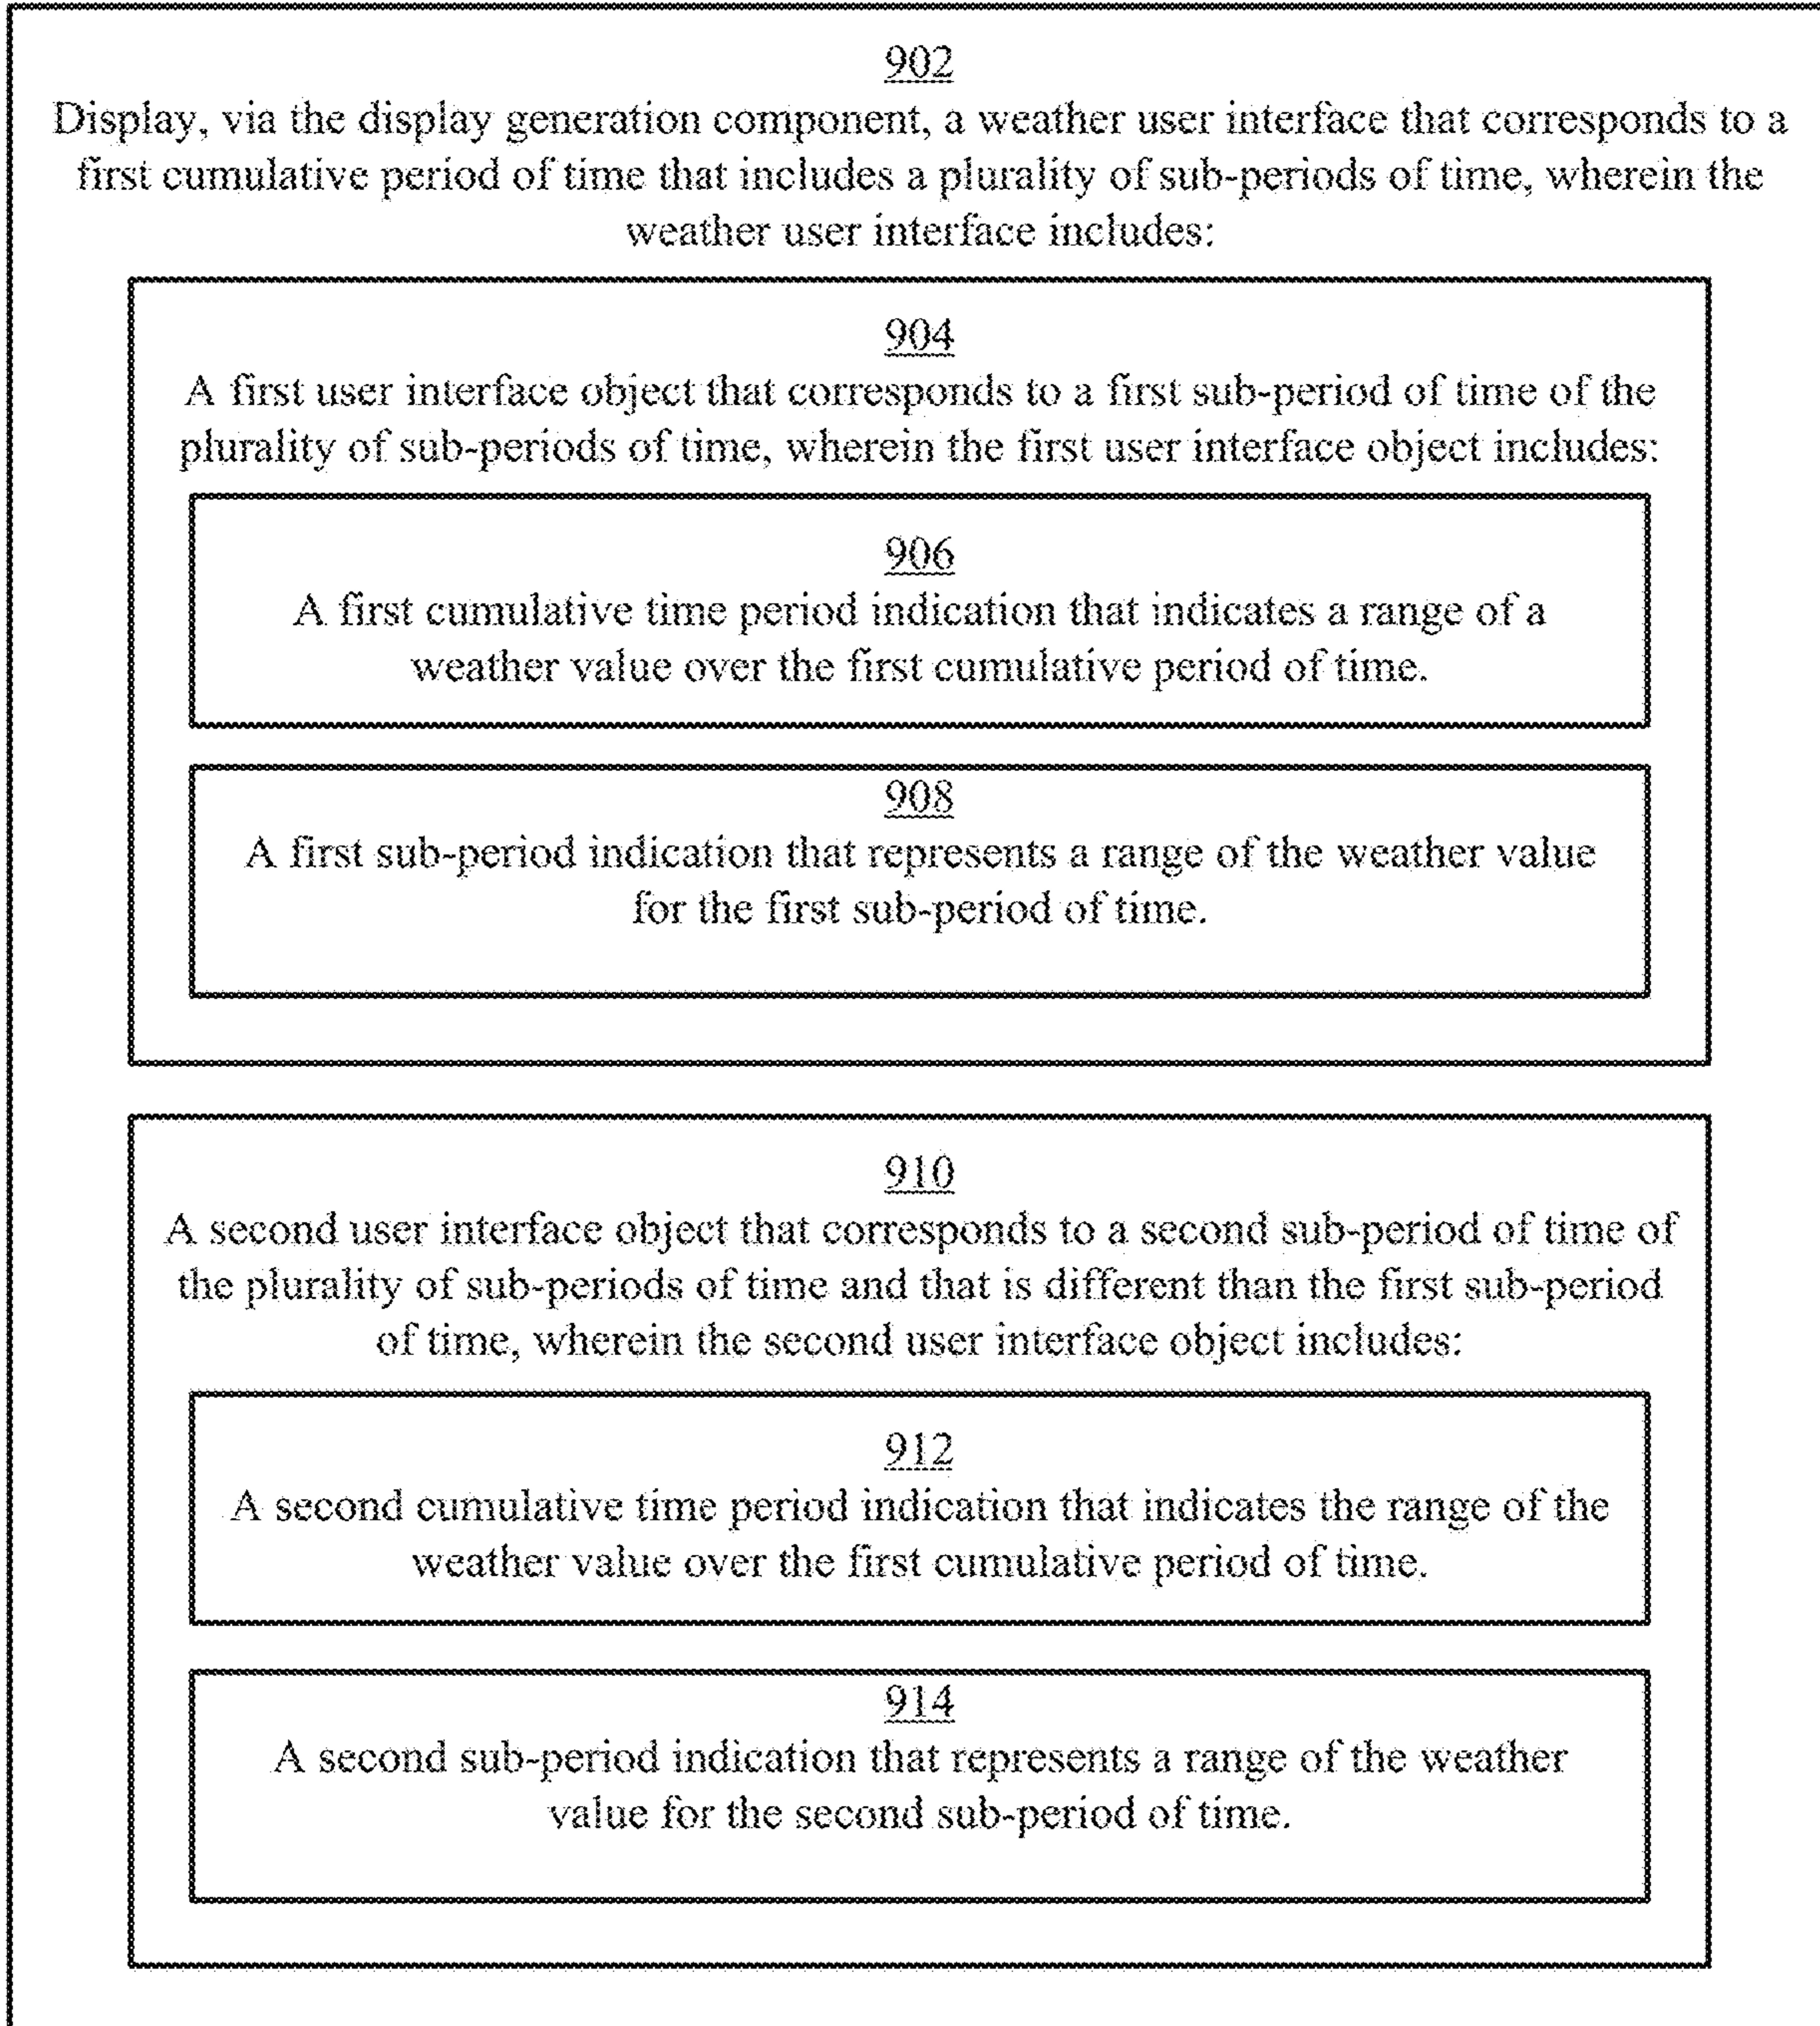 902
Display, via the display generation component, a weather user interface that corresponds to a
first cumulative period of time that includes a plurality of sub-periods of time, wherein the
weather user interface includes:
904
A first user interface object that corresponds to a first sub-period of time of the
plurality of sub-periods of time, wherein the first user interface object includes:
906
A first cumulative time period indication that indicates a range of a
weather value over the first cumulative period of time.
908
A first sub-period indication that represents a range of the weather value
for the first sub-period of time.
910
A second user interface object that corresponds to a second sub-period of time of
the plurality of sub-periods of time and that is different than the first sub-period
of time, wherein the second user interface object includes:
912
A second cumulative time period indication that indicates the range of the
weather value over the first cumulative period of time.
914
A second sub-period indication that represents a range of the weather
value for the second sub-period of time.